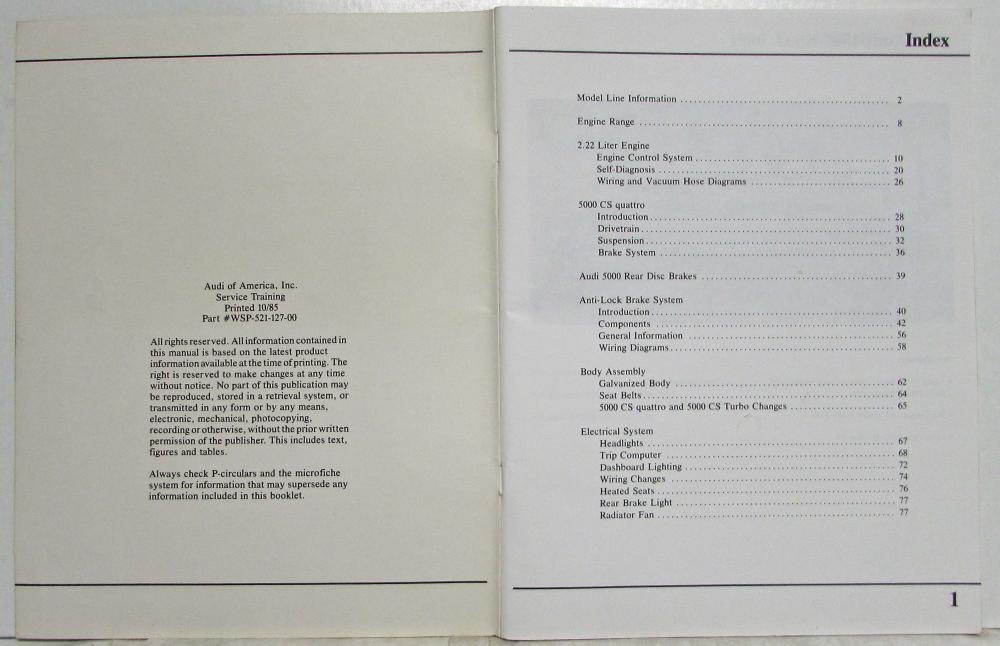 Audi of America, Inc.
Service Training
Printed 10/85
Part #WSP-521-127-00
All rights reserved. All information contained in
this manual is based on the latest product
information available at the time of printing. The
right is reserved to make changes at any time
without notice. No part of this publication may
be reproduced, stored in a retrieval system, or
transmitted in any form or by any means,
electronic, mechanical, photocopying,
recording or otherwise, without the prior written
permission of the publisher. This includes text,
figures and tables.
Always check P-circulars and the microfiche
system for information that may supersede any
information included in this booklet.
Index
Model Line Information 2
Engine Range 8
2.22 Liter Engine
Engine Control System 10
Self-Diagnosis 20
Wiring and Vacuum Hose Diagrams 26
5000 CS quattro
Introduction 28
Drivetrain 30
Suspension 32
Brake System 36
Audi 5000 Rear Disc Brakes 39
Anti-Lock Brake System
Introduction 40
Components 42
General Information 56
Wiring Diagrams 58
Body Assembly
Galvanized Body 62
Seat Belts 64
5000 CS quattro and 5000 CS Turbo Changes 65
Electrical System
Headlights 67
Trip Computer 68
Dashboard Lighting 72
Wiring Changes 74
Heated Seats 76
Rear Brake Light 77
Radiator Fan 77
1